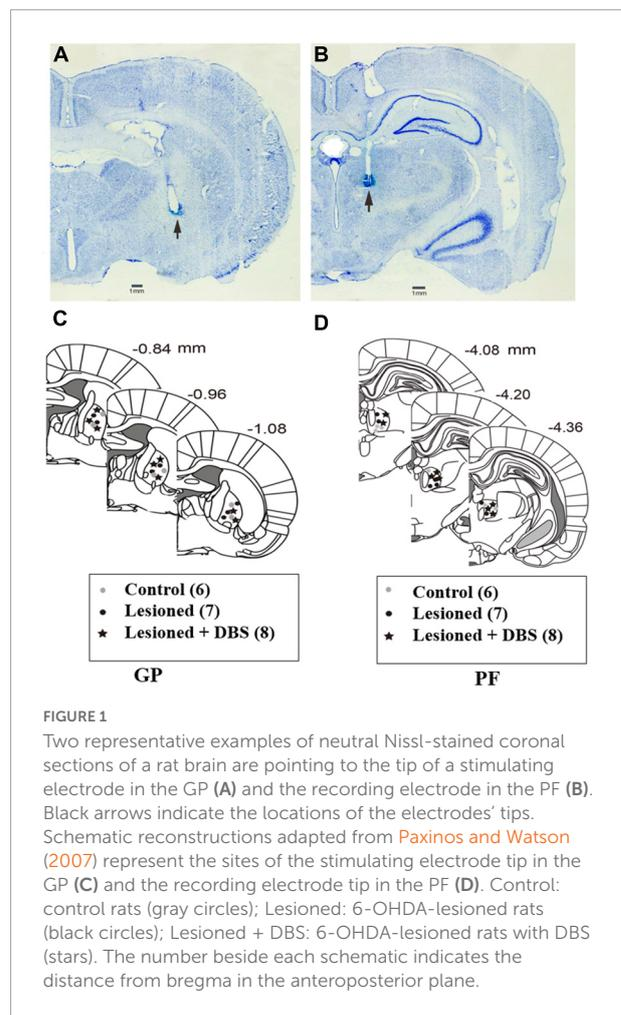 A
B
1mm
1mm
C
D
-0.84 mm
-0.96
-1.08
-4.08 mm
-4.20
-4.36
Control (6)
Lesioned (7)
Lesioned + DBS (8)
GP
Control (6)
Lesioned (7)
Lesioned + DBS (8)
PF
FIGURE 1
Two representative examples of neutral Nissl-stained coronal
sections of a rat brain are pointing to the tip of a stimulating
electrode in the GP (A) and the recording electrode in the PF (B).
Black arrows indicate the locations of the electrodes’ tips.
Schematic reconstructions adapted from Paxinos and Watson
(2007) represent the sites of the stimulating electrode tip in the
GP (C) and the recording electrode tip in the PF (D). Control:
control rats (gray circles); Lesioned: 6-OHDA-lesioned rats
(black circles); Lesioned + DBS: 6-OHDA-lesioned rats with DBS
(stars). The number beside each schematic indicates the
distance from bregma in the anteroposterior plane.